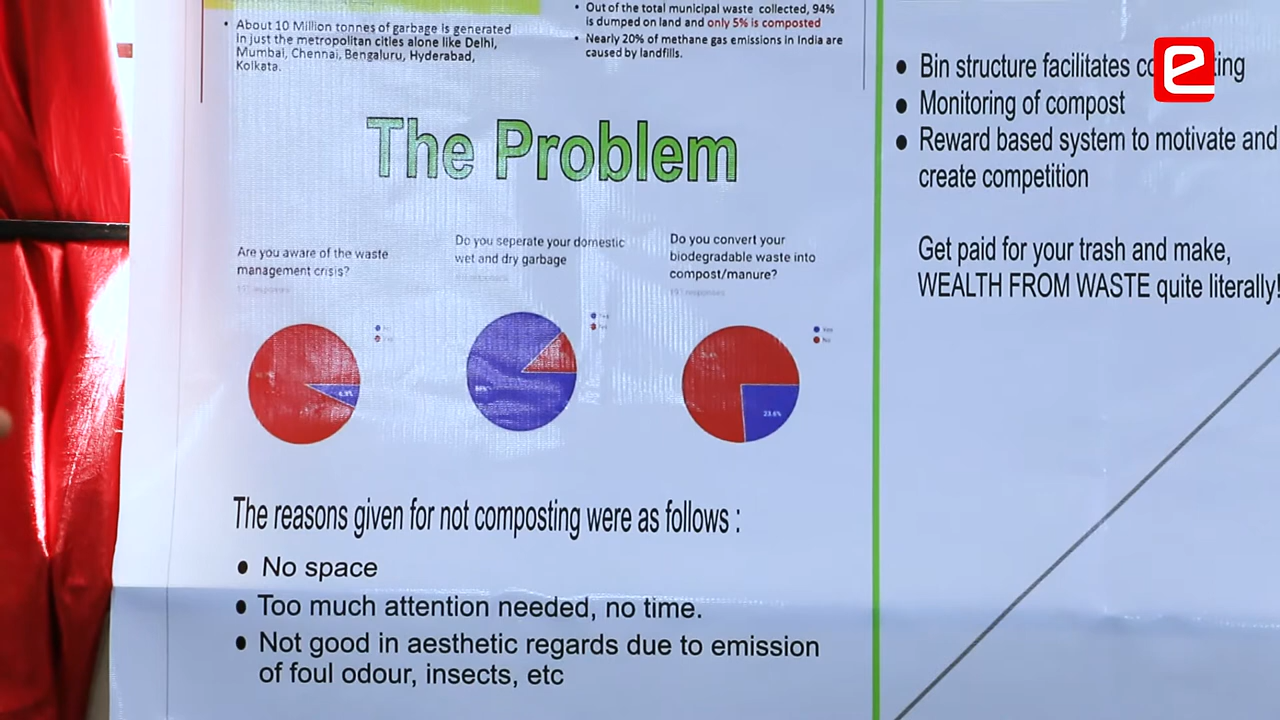 • About 10 Million tonnes of garbage is generated
in just the metropolitan cities alone like Delhi,
Mumbai, Chennai, Bengaluru, Hyderabad,
Kolkata.
• Out of the total municipal waste collected, 94%
is dumped on land and only 5% is composted
• Nearly 20% of methane gas emissions in India are
caused by landfills.
The Problem
Are you aware of the waste
management crisis?
Do you seperate your domestic
wet and dry garbage
Do you convert your
biodegradable waste into
compost/manure?
Yes
No
23.6%
The reasons given for not composting were as follows :
• No space
• Too much attention needed, no time.
• Not good in aesthetic regards due to emission
of foul odour, insects, etc
• Bin structure facilitates
• Monitoring of compost
• Reward based system to motivate and
create competition
Get paid for your trash and make,
WEALTH FROM WASTE quite literally!
e